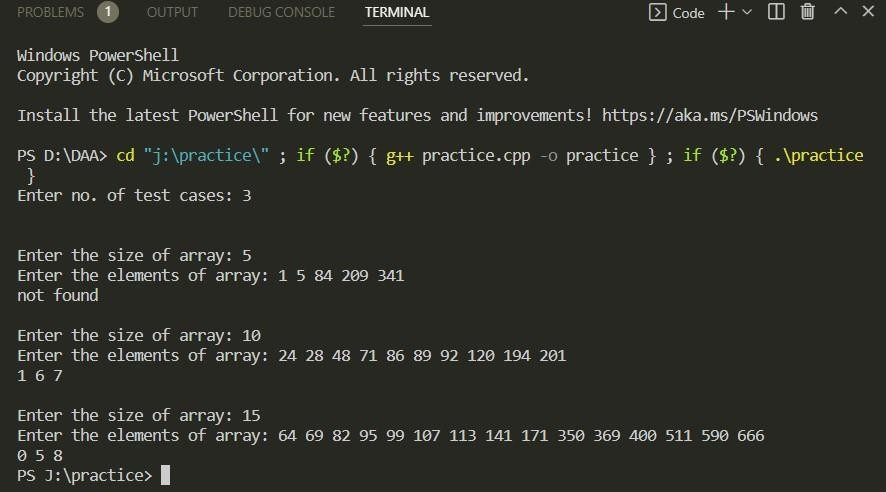 PROBLEMS 1 OUTPUT DEBUG CONSOLE TERMINAL Code
Windows PowerShell
Copyright (C) Microsoft Corporation. All rights reserved.
Install the latest PowerShell for new features and improvements! https://aka.ms/PSWindows
PS D:\DAA> cd "j:\practice\" ; if ($?) { g++ practice.cpp -o practice } ; if ($?) { .\practice
}
Enter no. of test cases: 3
Enter the size of array: 5
Enter the elements of array: 1 5 84 209 341
not found
Enter the size of array: 10
Enter the elements of array: 24 28 48 71 86 89 92 120 194 201
1 6 7
Enter the size of array: 15
Enter the elements of array: 64 69 82 95 99 107 113 141 171 350 369 400 511 590 666
0 5 8
PS J:\practice>